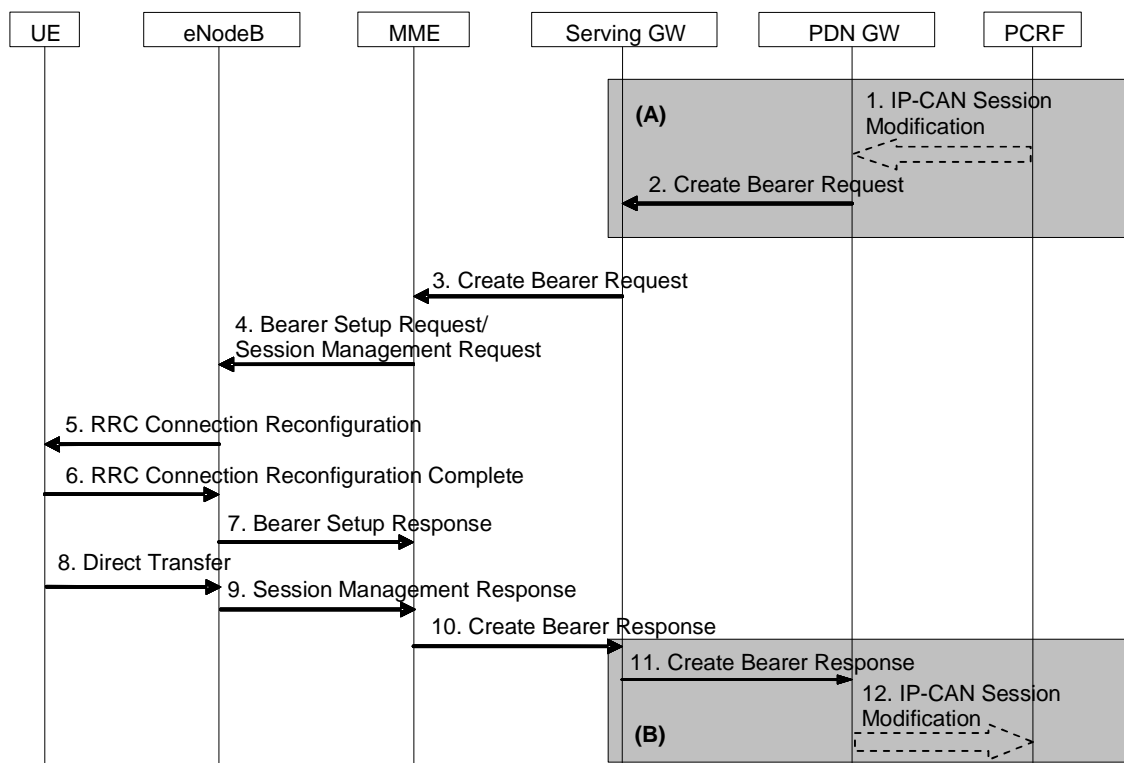 UE
eNodeB
MME
Serving GW
PDN GW
PCRF
(A)
1. IP-CAN Session
Modification
2. Create Bearer Request
3. Create Bearer Request
4. Bearer Setup Request/
Session Management Request
5. RRC Connection Reconfiguration
6. RRC Connection Reconfiguration Complete
7. Bearer Setup Response
8. Direct Transfer
9. Session Management Response
10. Create Bearer Response
11. Create Bearer Response
12. IP-CAN Session
Modification
(B)